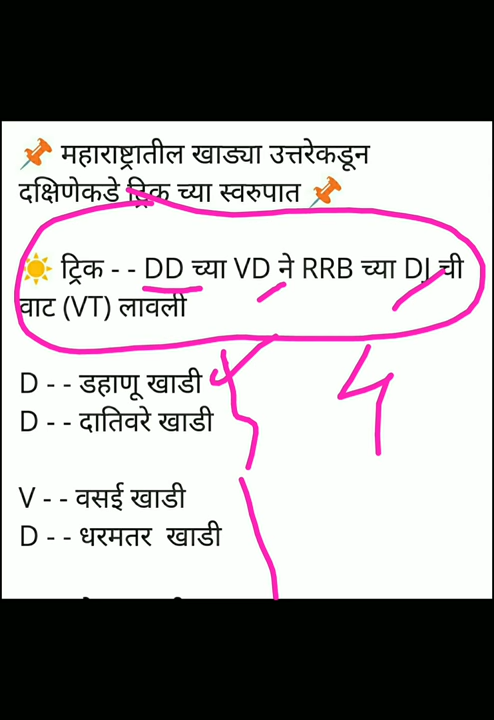 📌 महाराष्ट्रातील खाड्या उत्तरेकडून
दक्षिणेकडे ट्रिक च्या स्वरुपात 📌
☀️ ट्रिक - - DD च्या VD ने RRB च्या DJ ची
वाट (VT) लावली
D - - डहाणू खाडी
D - - दातिवरे खाडी
V - - वसई खाडी
D - - धरमतर खाडी